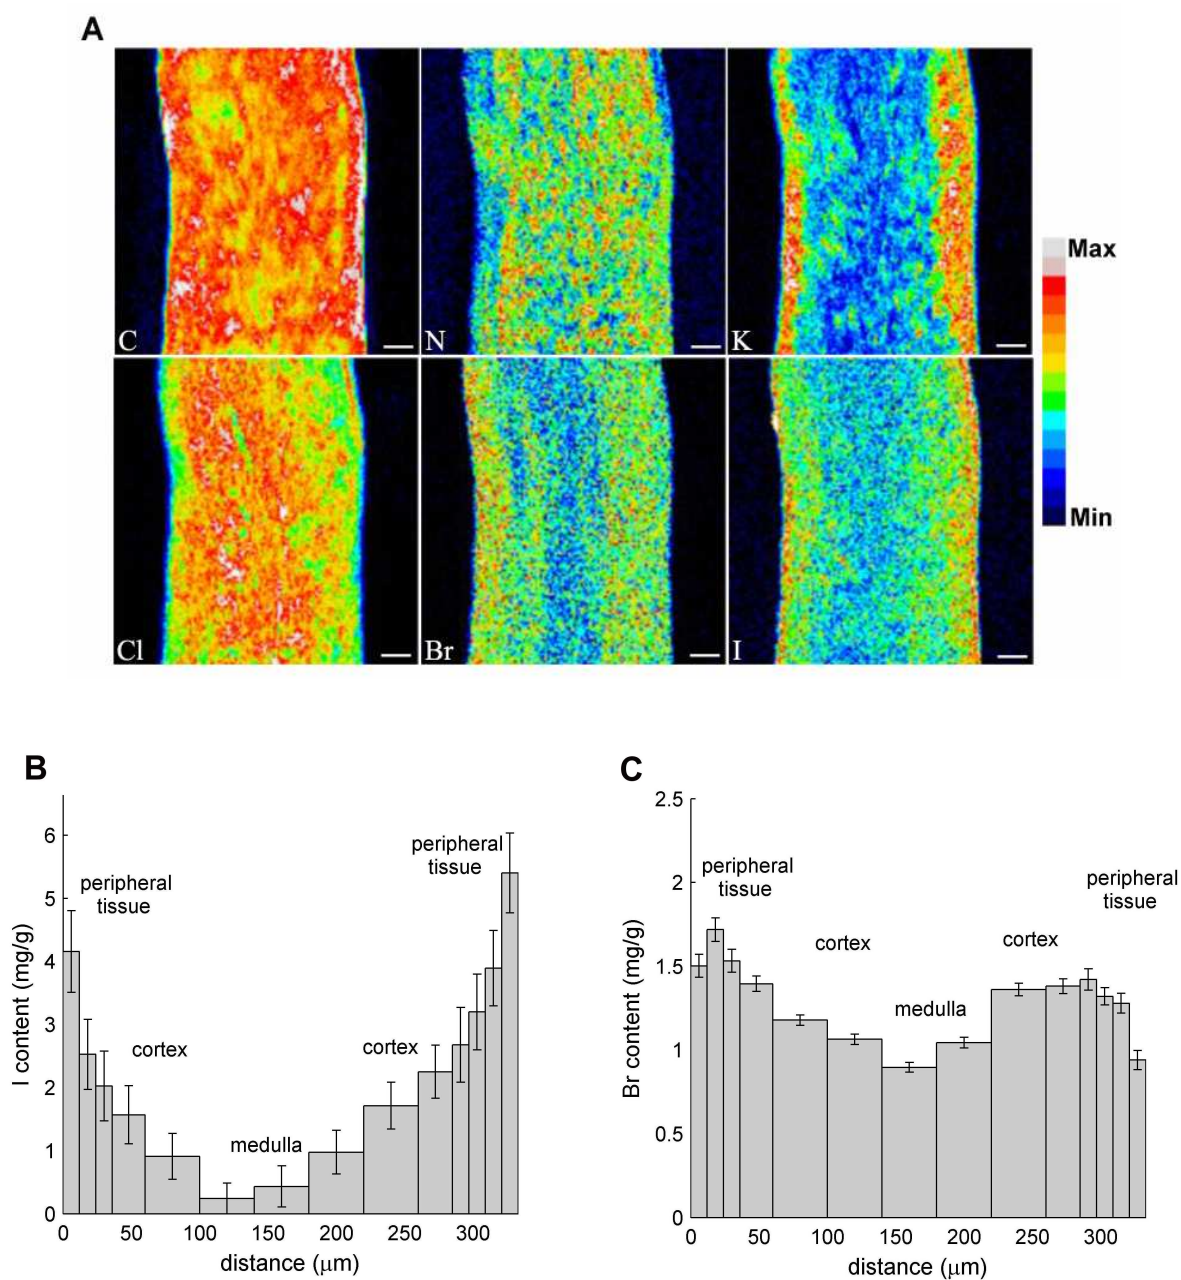 A
C
N
K
Max
Min
Cl
Br
I
B
6
5
4
3
2
1
0
I content (mg/g)
peripheral
tissue
cortex
medulla
cortex
peripheral
tissue
0
50
100
150
200
250
300
distance (μm)
C
2.5
2
1.5
1
0.5
0
Br content (mg/g)
peripheral
tissue
cortex
medulla
cortex
peripheral
tissue
0
50
100
150
200
250
300
distance (μm)